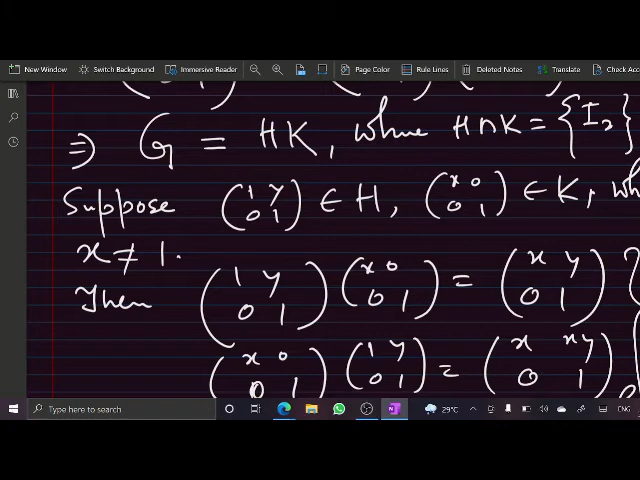 New Window Switch Background Immersive Reader Page Color Rule Lines Deleted Notes Translate Check Acc
⇒ G = HK, where H∩K = {I₂}
Suppose (1 y; 0 1) ∈ H, (x 0; 0 1) ∈ K, wh
x ≠ 1.
Then (1 y; 0 1) (x 0; 0 1) = (x y; 0 1)
(x 0; 0 1) (1 y; 0 1) = (x xy; 0 1)
Type here to search 29°C ENG